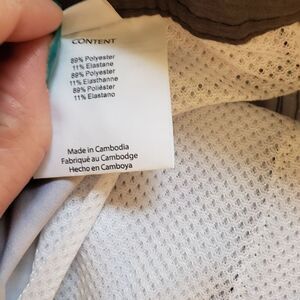 CONTENT
89% Polyester
11% Elastane
89% Polyester
11% Élasthanne
89% Poliéster
11% Elastano
Made in Cambodia
Fabriqué au Cambodge
Hecho en Camboya